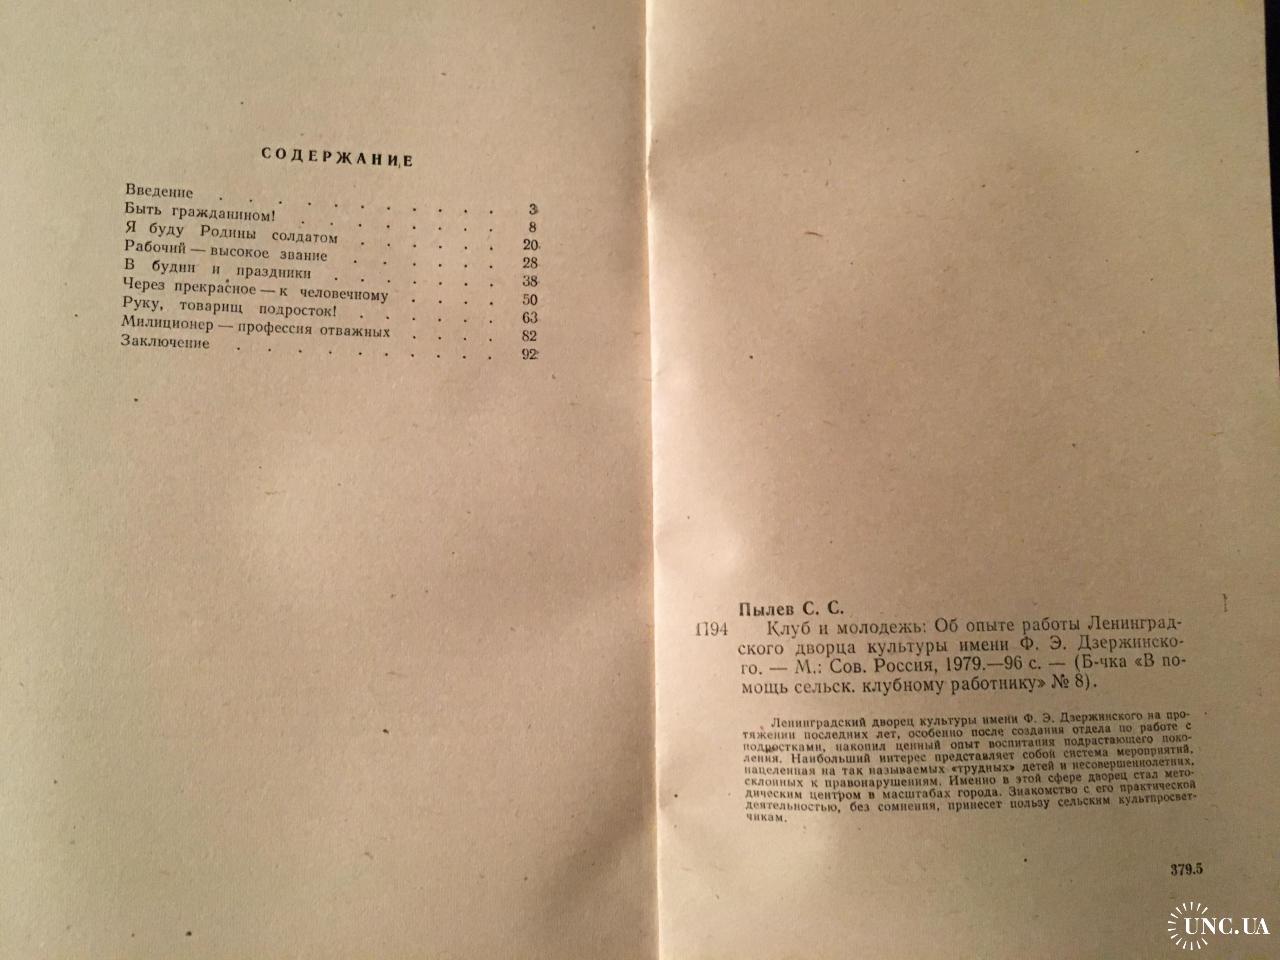 СОДЕРЖАНИЕ
Введение . . . . . . . . . . 3
Быть гражданином! . . . . . . . 8
Я буду Родины солдатом . . . . . 20
Рабочий — высокое звание . . . . . 28
В будни и праздники . . . . . . 38
Через прекрасное — к человечному . . . . 50
Руку, товарищ подросток! . . . . . 63
Милиционер — профессия отважных . . . . 82
Заключение . . . . . . . . . 92
Пылев С. С.
П94 Клуб и молодежь: Об опыте работы Ленинград-
ского дворца культуры имени Ф. Э. Дзержинско-
го. — М.: Сов. Россия, 1979.—96 с. — (Б-чка «В по-
мощь сельск. клубному работнику» № 8).
Ленинградский дворец культуры имени Ф. Э. Дзержинского на про-
тяжении последних лет, особенно после создания отдела по работе с
подростками, накопил ценный опыт воспитания подрастающего поко-
ления. Наибольший интерес представляет собой система мероприятий,
нацеленная на так называемых «трудных» детей и несовершеннолетних,
склонных к правонарушениям. Именно в этой сфере дворец стал мето-
дическим центром в масштабах города. Знакомство с его практической
деятельностью, без сомнения, принесет пользу сельским культпросвет-
чикам.
379.5
UNC.UA